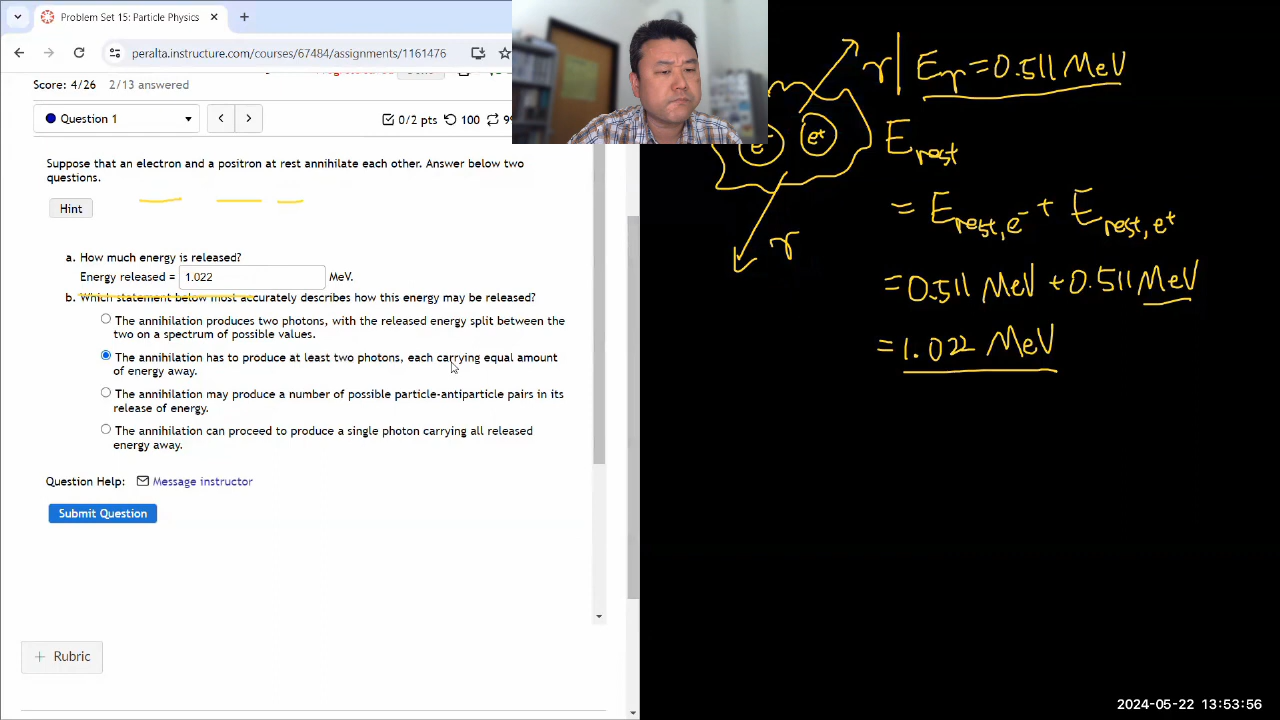 Problem Set 15: Particle Physics
peralta.instructure.com/courses/67484/assignments/1161476
Score: 4/26 2/13 answered
Question 1
0/2 pts 100
Suppose that an electron and a positron at rest annihilate each other. Answer below two
questions.
Hint
a. How much energy is released?
Energy released = 1.022 MeV.
b. Which statement below most accurately describes how this energy may be released?
The annihilation produces two photons, with the released energy split between the
two on a spectrum of possible values.
The annihilation has to produce at least two photons, each carrying equal amount
of energy away.
The annihilation may produce a number of possible particle-antiparticle pairs in its
release of energy.
The annihilation can proceed to produce a single photon carrying all released
energy away.
Question Help: Message instructor
Submit Question
+ Rubric
γ | Eγ = 0.511 MeV
e⁻ e⁺
E rest
= E rest, e⁻ + E rest, e⁺
γ
= 0.511 MeV + 0.511 MeV
= 1.022 MeV
2024-05-22 13:53:56